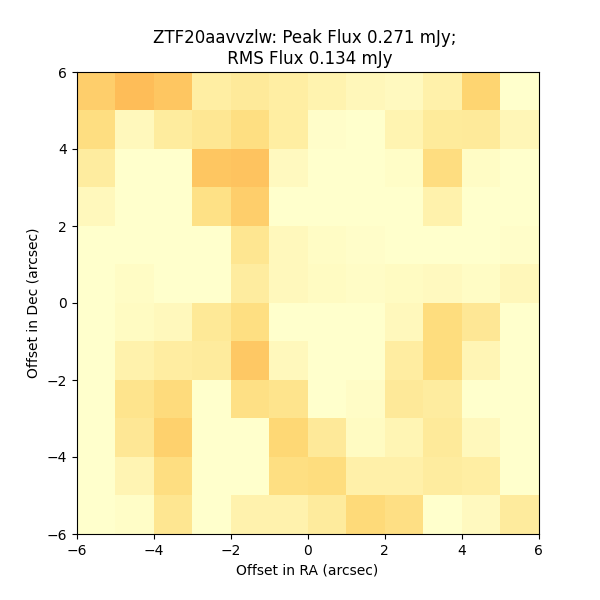 ZTF20aavvzlw: Peak Flux 0.271 mJy;
RMS Flux 0.134 mJy
6
4
2
0
−2
−4
−6
Offset in Dec (arcsec)
−6 −4 −2 0 2 4 6
Offset in RA (arcsec)